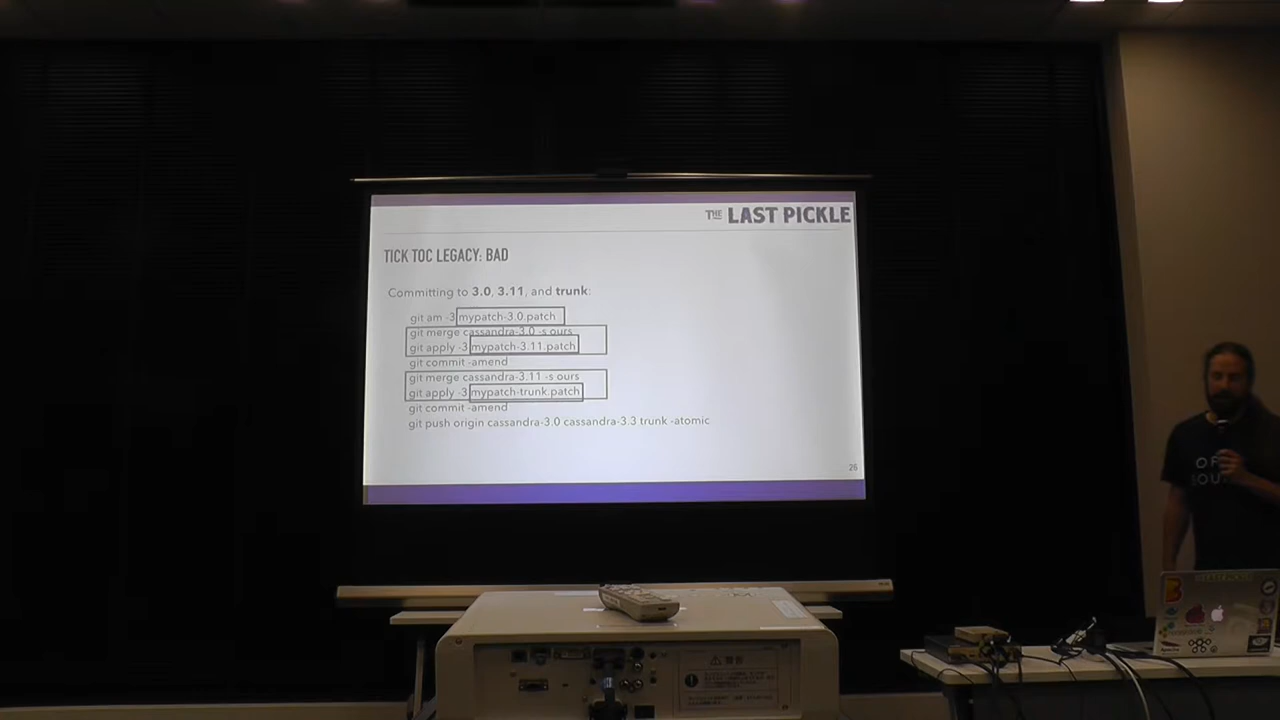 THE LAST PICKLE
TICK TOC LEGACY: BAD
Committing to 3.0, 3.11, and trunk:
git am -3 mypatch-3.0.patch
git merge cassandra-3.0 -s ours
git apply -3 mypatch-3.11.patch
git commit -amend
git merge cassandra-3.11 -s ours
git apply -3 mypatch-trunk.patch
git commit -amend
git push origin cassandra-3.0 cassandra-3.3 trunk -atomic
26
警告